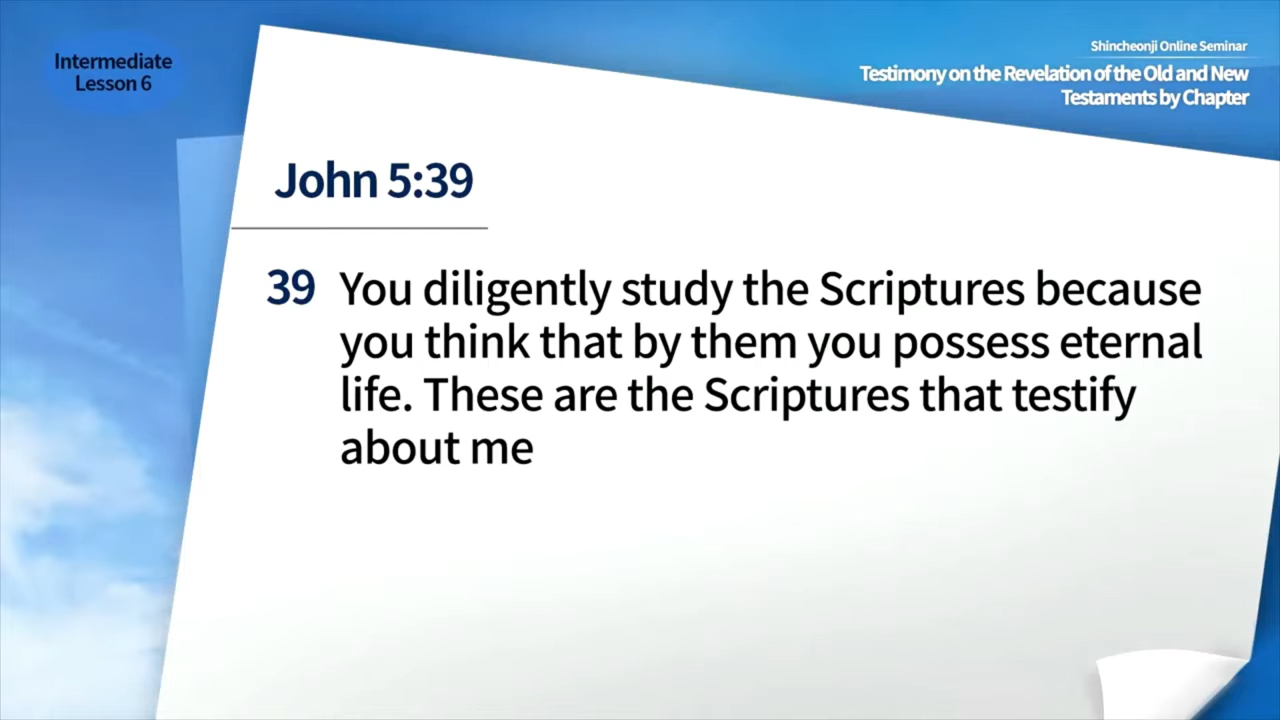 Intermediate
Lesson 6
Shincheonji Online Seminar
Testimony on the Revelation of the Old and New
Testaments by Chapter
John 5:39
39 You diligently study the Scriptures because
you think that by them you possess eternal
life. These are the Scriptures that testify
about me